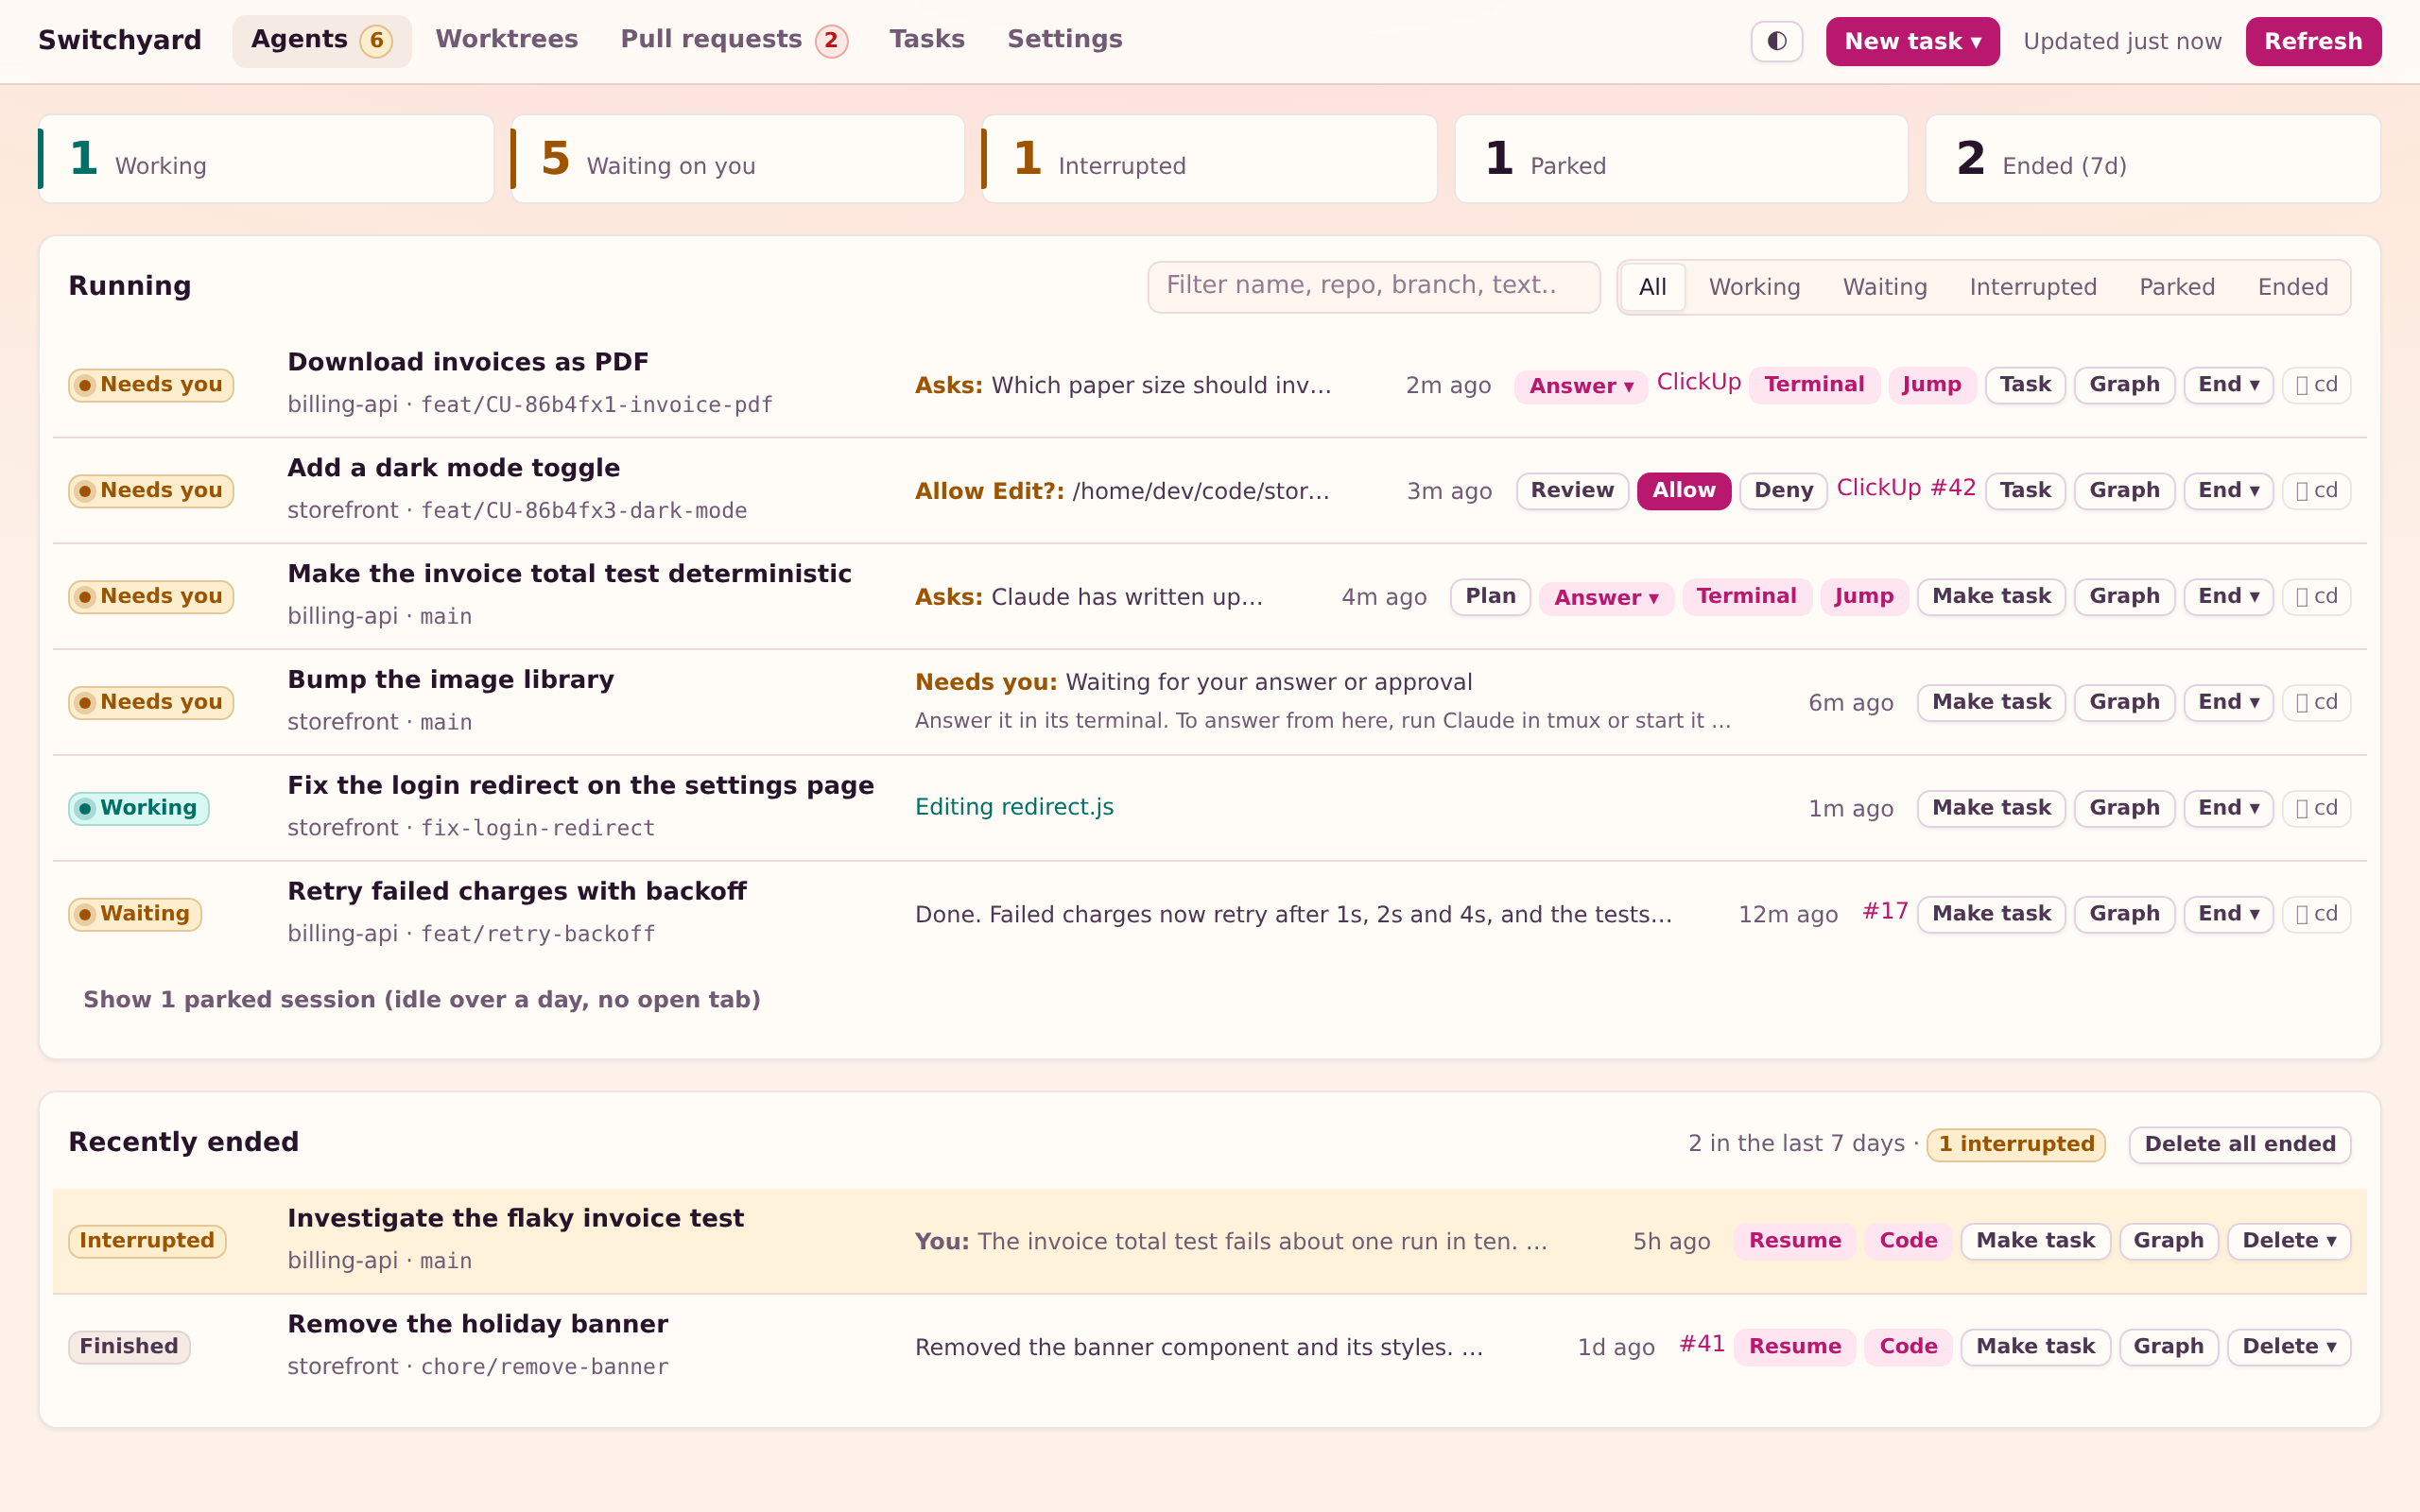 Switchyard Agents 6 Worktrees Pull requests 2 Tasks Settings ◐ New task ▾ Updated just now Refresh
1 Working 5 Waiting on you 1 Interrupted 1 Parked 2 Ended (7d)
Running Filter name, repo, branch, text.. All Working Waiting Interrupted Parked Ended
Download invoices as PDF
Needs you Asks: Which paper size should inv… 2m ago Answer ▾ ClickUp Terminal Jump Task Graph End ▾ cd
billing-api · feat/CU-86b4fx1-invoice-pdf
Add a dark mode toggle
Needs you Allow Edit?: /home/dev/code/stor… 3m ago Review Allow Deny ClickUp #42 Task Graph End ▾ cd
storefront · feat/CU-86b4fx3-dark-mode
Make the invoice total test deterministic
Needs you Asks: Claude has written up… 4m ago Plan Answer ▾ Terminal Jump Make task Graph End ▾ cd
billing-api · main
Bump the image library Needs you: Waiting for your answer or approval
Needs you 6m ago Make task Graph End ▾ cd
storefront · main Answer it in its terminal. To answer from here, run Claude in tmux or start it …
Fix the login redirect on the settings page
Working Editing redirect.js 1m ago Make task Graph End ▾ cd
storefront · fix-login-redirect
Retry failed charges with backoff
Waiting Done. Failed charges now retry after 1s, 2s and 4s, and the tests… 12m ago #17 Make task Graph End ▾ cd
billing-api · feat/retry-backoff
Show 1 parked session (idle over a day, no open tab)
Recently ended 2 in the last 7 days · 1 interrupted Delete all ended
Investigate the flaky invoice test
Interrupted You: The invoice total test fails about one run in ten. … 5h ago Resume Code Make task Graph Delete ▾
billing-api · main
Remove the holiday banner
Finished Removed the banner component and its styles. … 1d ago #41 Resume Code Make task Graph Delete ▾
storefront · chore/remove-banner